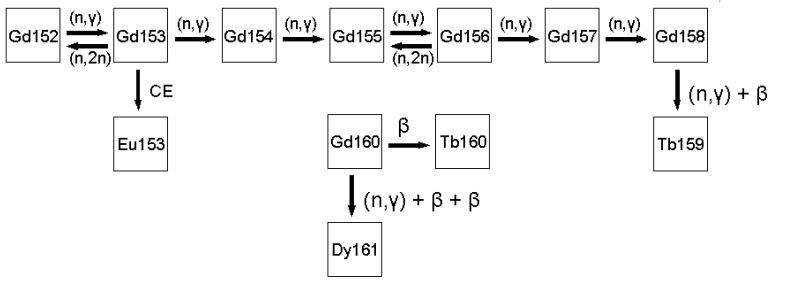 (n,γ) (n,γ) (n,γ) (n,γ) (n,γ) (n,γ)
Gd152 Gd153 Gd154 Gd155 Gd156 Gd157 Gd158
(n,2n) (n,2n)
CE (n,γ) + β
Eu153 Gd160 β Tb160 Tb159
(n,γ) + β + β
Dy161